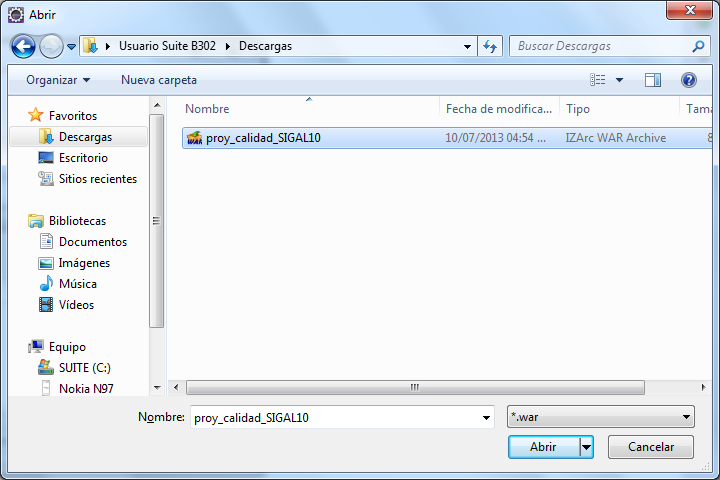 Abrir
Usuario Suite B302 Descargas
Buscar Descargas
Organizar Nueva carpeta
Nombre Fecha de modifica... Tipo Tama
proy_calidad_SIGAL10 10/07/2013 04:54 ... IZArc WAR Archive 8
Favoritos
Descargas
Escritorio
Sitios recientes
Bibliotecas
Documentos
Imágenes
Música
Vídeos
Equipo
SUITE (C:)
Nokia N97
Nombre: proy_calidad_SIGAL10 *.war
Abrir Cancelar